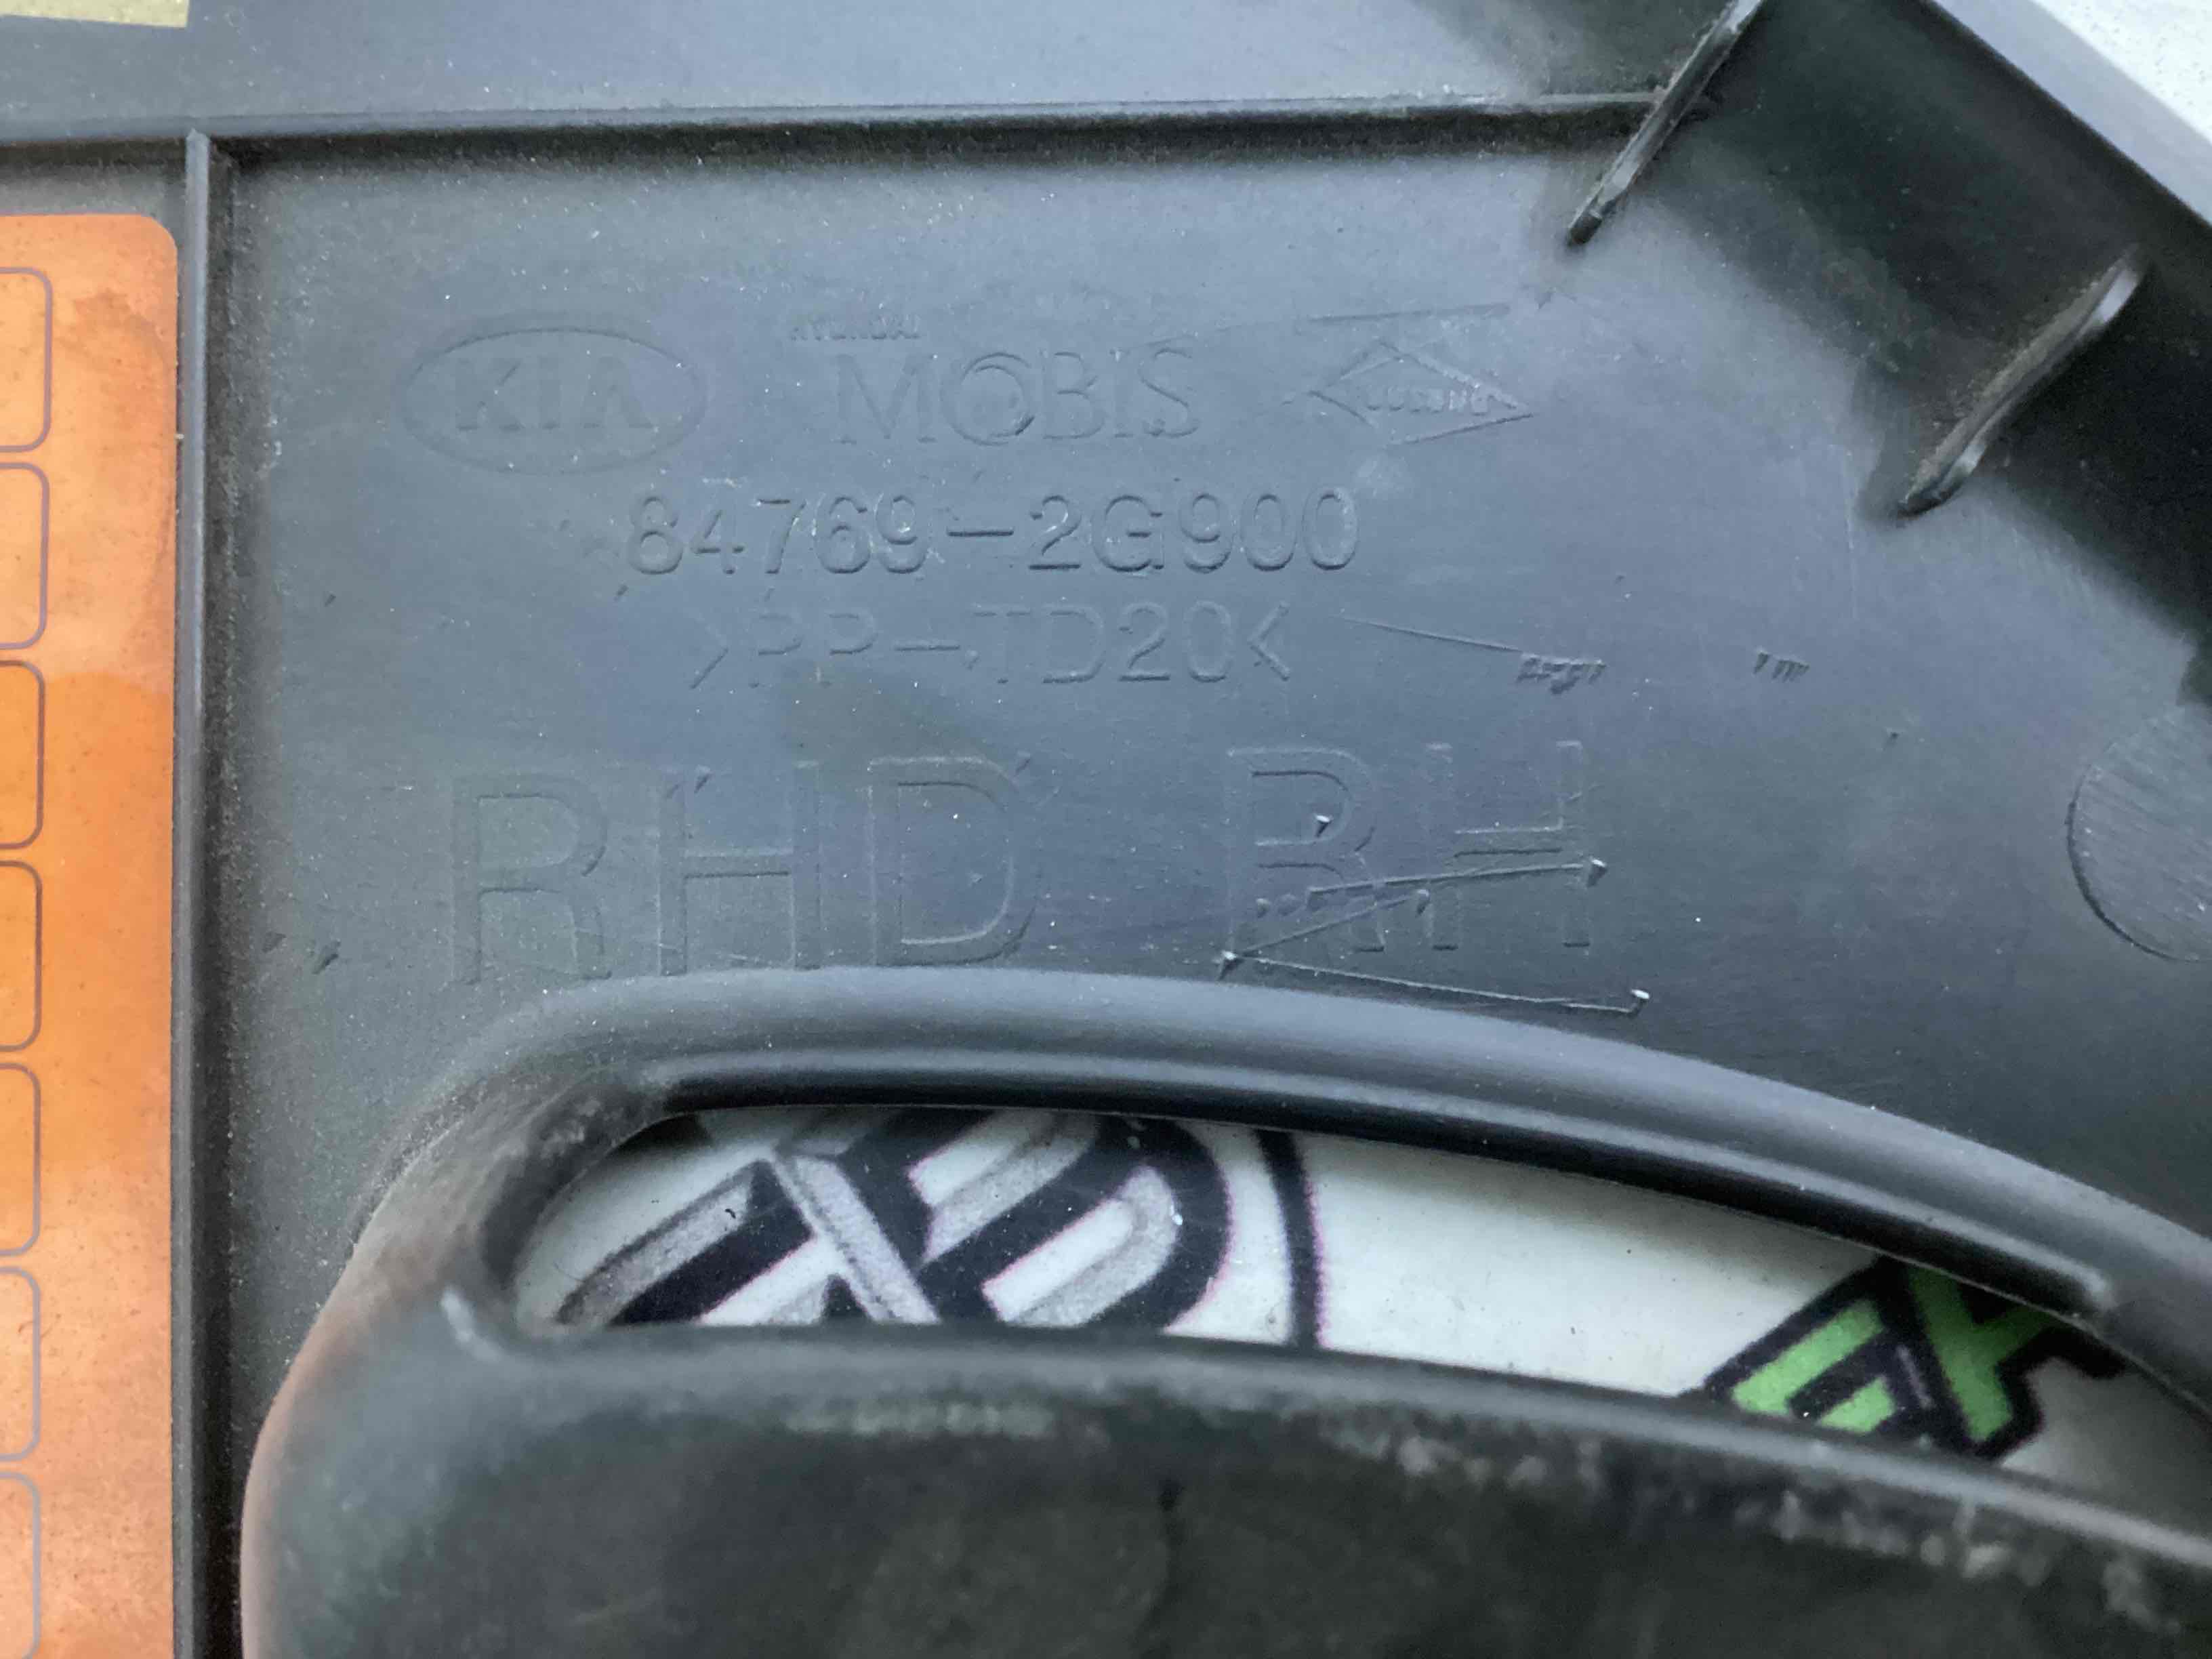 HYUNDAI
KIA MOBIS
84769-2G900
>PP-TD20<
RHD RH